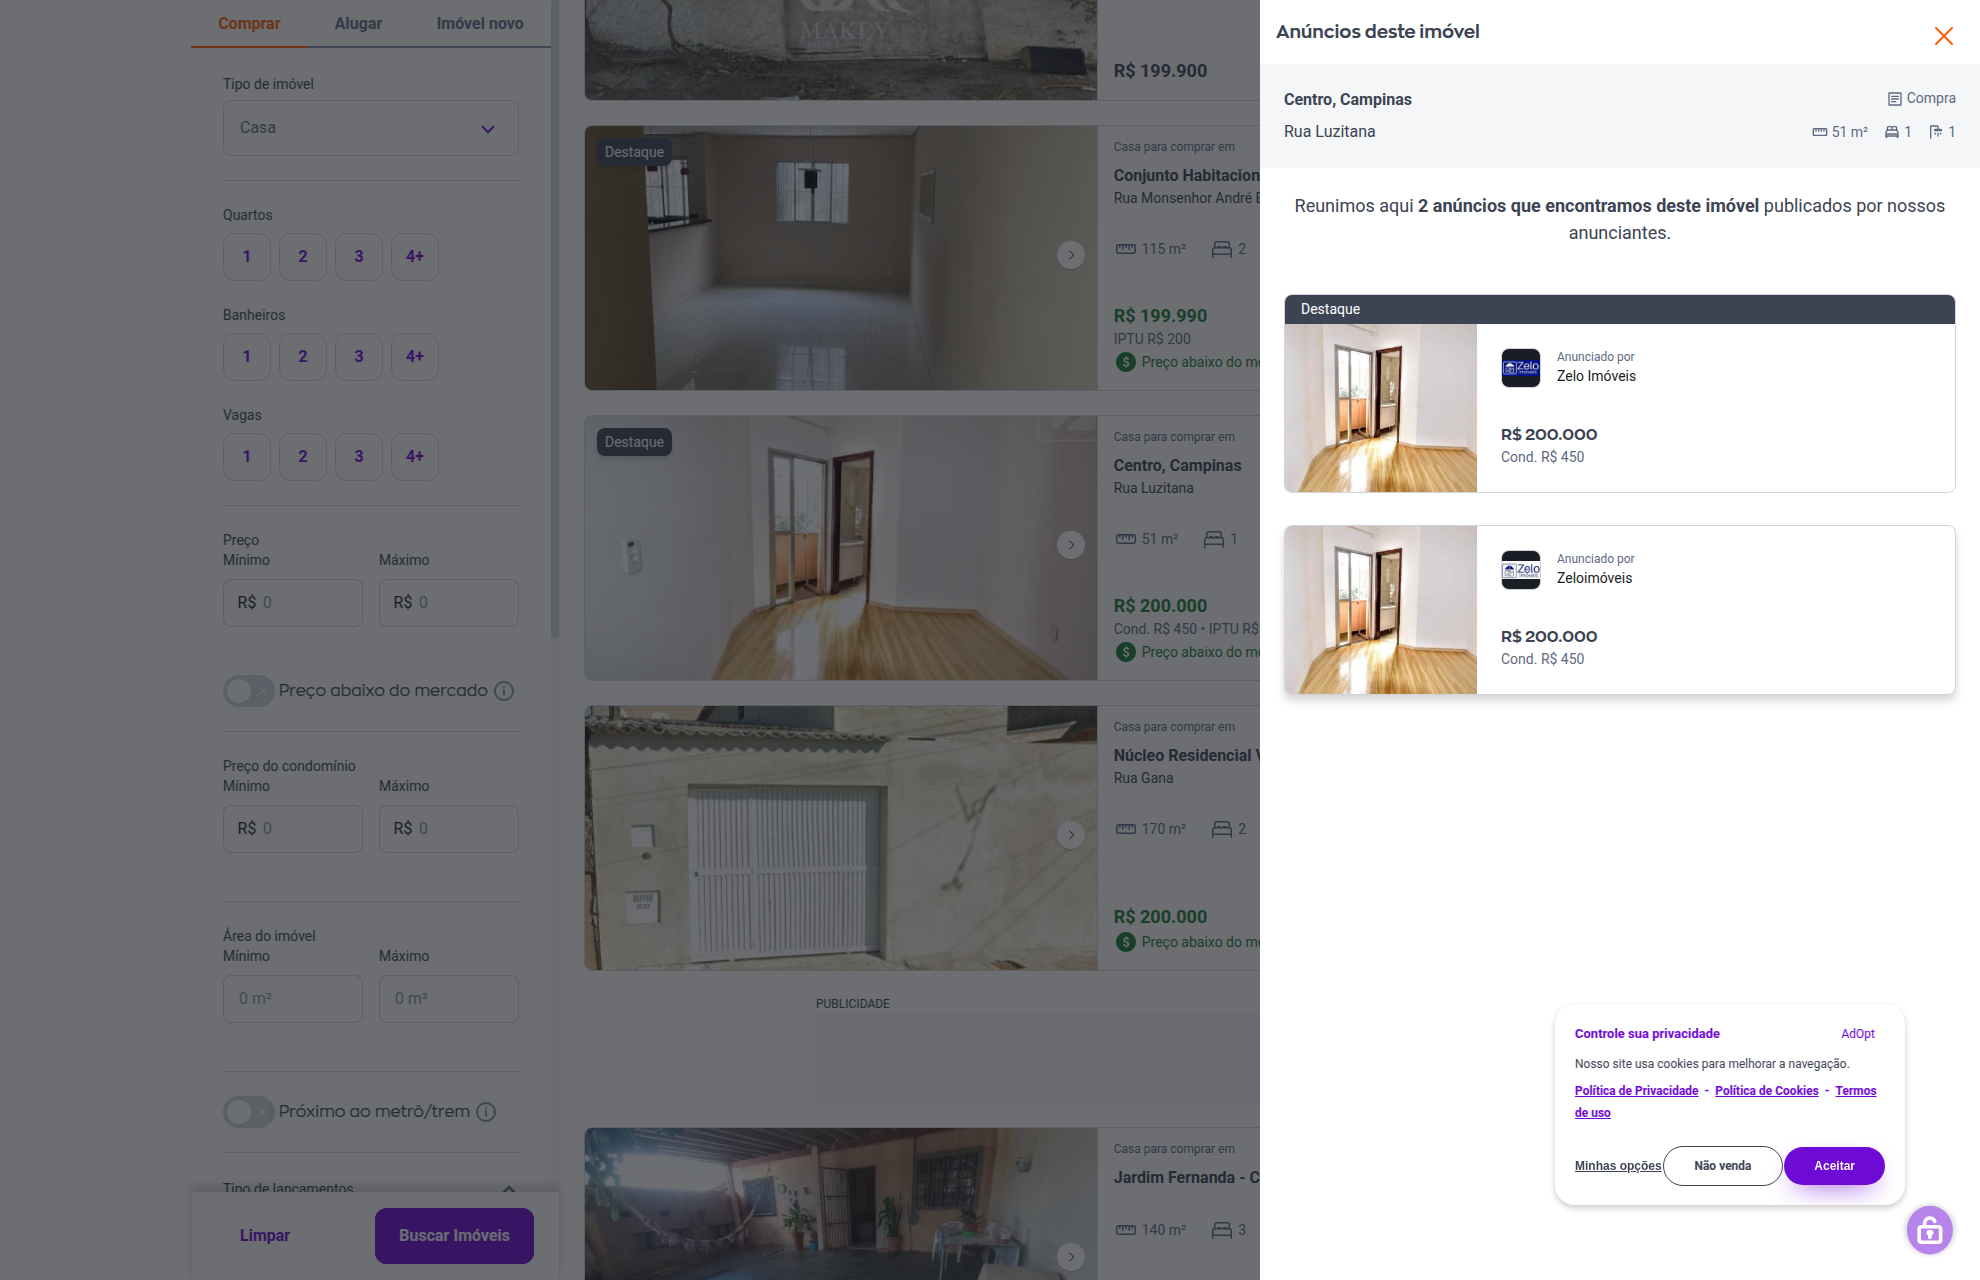 Comprar
Alugar
Imóvel novo
Tipo de imóvel
Casa
Quartos
1
2
3
4+
Banheiros
1
2
3
4+
Vagas
1
2
3
4+
Preço
Mínimo
Máximo
R$ 0
R$ 0
Preço abaixo do mercado
Preço do condomínio
Mínimo
Máximo
R$ 0
R$ 0
Área do imóvel
Mínimo
Máximo
0 m²
0 m²
Próximo ao metrô/trem
Tipo de lançamentos
Limpar
Buscar Imóveis
MAKEY
R$ 199.900
Destaque
Casa para comprar em
Conjunto Habitacion
Rua Monsenhor André
115 m²
2
R$ 199.990
IPTU R$ 200
Preço abaixo do me
Destaque
Casa para comprar em
Centro, Campinas
Rua Luzitana
51 m²
1
R$ 200.000
Cond. R$ 450 • IPTU R$
Preço abaixo do me
Casa para comprar em
Núcleo Residencial V
Rua Gana
170 m²
2
R$ 200.000
Preço abaixo do me
PUBLICIDADE
Casa para comprar em
Jardim Fernanda - C
140 m²
3
Anúncios deste imóvel
Centro, Campinas
Compra
Rua Luzitana
51 m²
1
1
Reunimos aqui 2 anúncios que encontramos deste imóvel publicados por nossos
anunciantes.
Destaque
Zelo
imóveis
Anunciado por
Zelo Imóveis
R$ 200.000
Cond. R$ 450
Zelo
imóveis
Anunciado por
Zeloimóveis
R$ 200.000
Cond. R$ 450
Controle sua privacidade
AdOpt
Nosso site usa cookies para melhorar a navegação.
Política de Privacidade - Política de Cookies - Termos
de uso
Minhas opções
Não venda
Aceitar